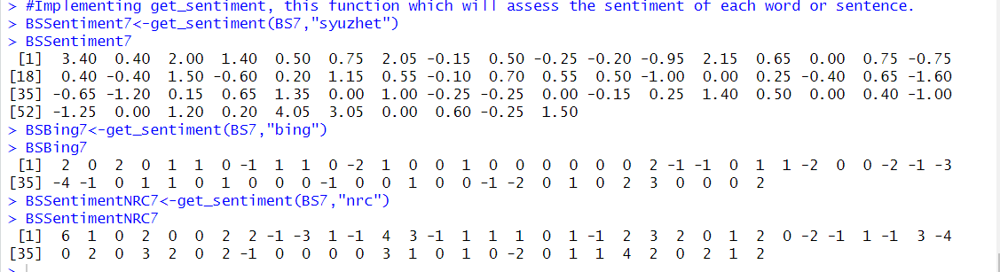 > #Implementing get_sentiment, this function which will assess the sentiment of each word or sentence.
> BSSentiment7<-get_sentiment(BS7,"syuzhet")
> BSSentiment7
[1] 3.40 0.40 2.00 1.40 0.50 0.75 2.05 -0.15 0.50 -0.25 -0.20 -0.95 2.15 0.65 0.00 0.75 -0.75
[18] 0.40 -0.40 1.50 -0.60 0.20 1.15 0.55 -0.10 0.70 0.55 0.50 -1.00 0.00 0.25 -0.40 0.65 -1.60
[35] -0.65 -1.20 0.15 0.65 1.35 0.00 1.00 -0.25 -0.25 0.00 -0.15 0.25 1.40 0.50 0.00 0.40 -1.00
[52] -1.25 0.00 1.20 0.20 4.05 3.05 0.00 0.60 -0.25 1.50
> BSBing7<-get_sentiment(BS7,"bing")
> BSBing7
[1] 2 0 2 0 1 1 0 -1 1 1 0 -2 1 0 0 1 0 0 0 0 0 0 2 -1 -1 0 1 1 -2 0 0 -2 -1 -3
[35] -4 -1 0 1 1 0 1 0 0 0 -1 0 0 1 0 0 -1 -2 0 1 0 2 3 0 0 0 2
> BSSentimentNRC7<-get_sentiment(BS7,"nrc")
> BSSentimentNRC7
[1] 6 1 0 2 0 0 2 2 -1 -3 1 -1 4 3 -1 1 1 1 0 1 -1 2 3 2 0 1 2 0 -2 -1 1 -1 3 -4
[35] 0 2 0 3 2 0 2 -1 0 0 0 0 3 1 0 1 0 -2 0 1 1 4 2 0 2 1 2
>